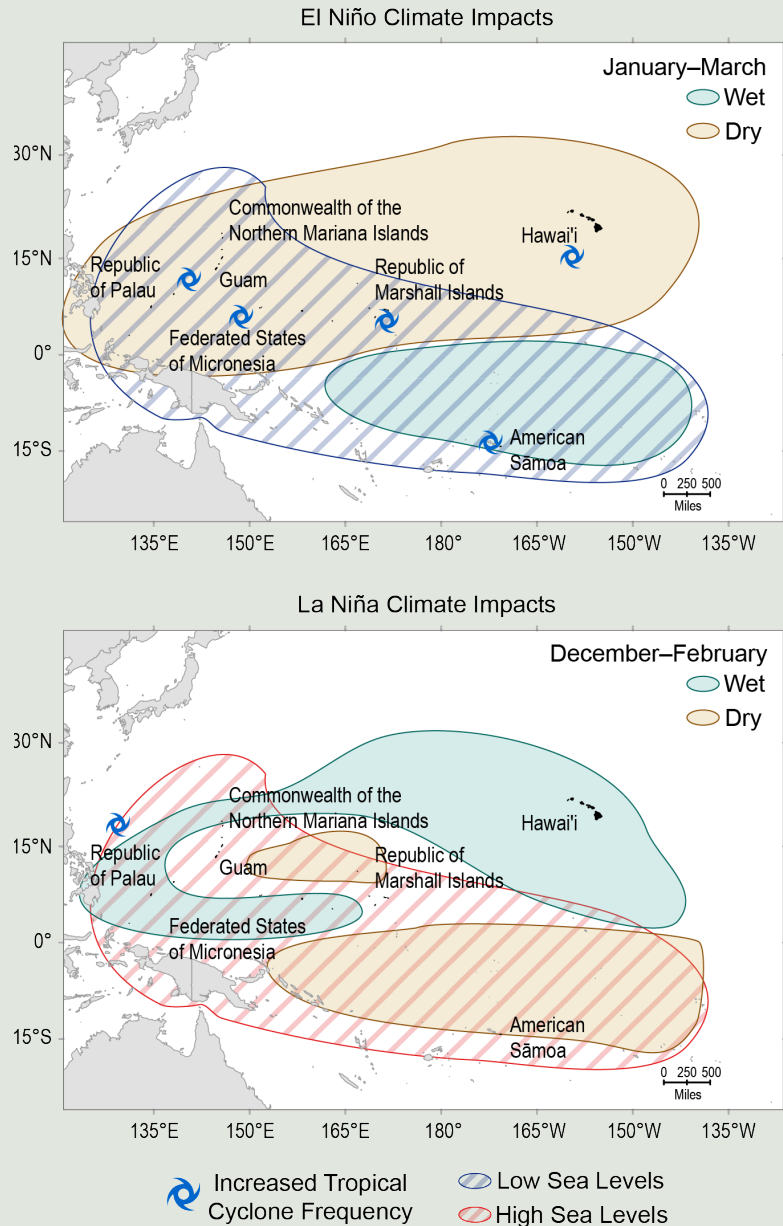 El Niño Climate Impacts
January–March
Wet
Dry
30°N
15°N
0°
15°S
Commonwealth of the
Northern Mariana Islands
Hawai'i
Republic
of Palau
Guam
Republic of
Marshall Islands
Federated States
of Micronesia
American
Sāmoa
0 250 500
Miles
135°E 150°E 165°E 180° 165°W 150°W 135°W
La Niña Climate Impacts
December–February
Wet
Dry
30°N
15°N
0°
15°S
Commonwealth of the
Northern Mariana Islands
Hawai'i
Republic
of Palau
Guam
Republic of
Marshall Islands
Federated States
of Micronesia
American
Sāmoa
0 250 500
Miles
135°E 150°E 165°E 180° 165°W 150°W 135°W
Increased Tropical
Cyclone Frequency
Low Sea Levels
High Sea Levels